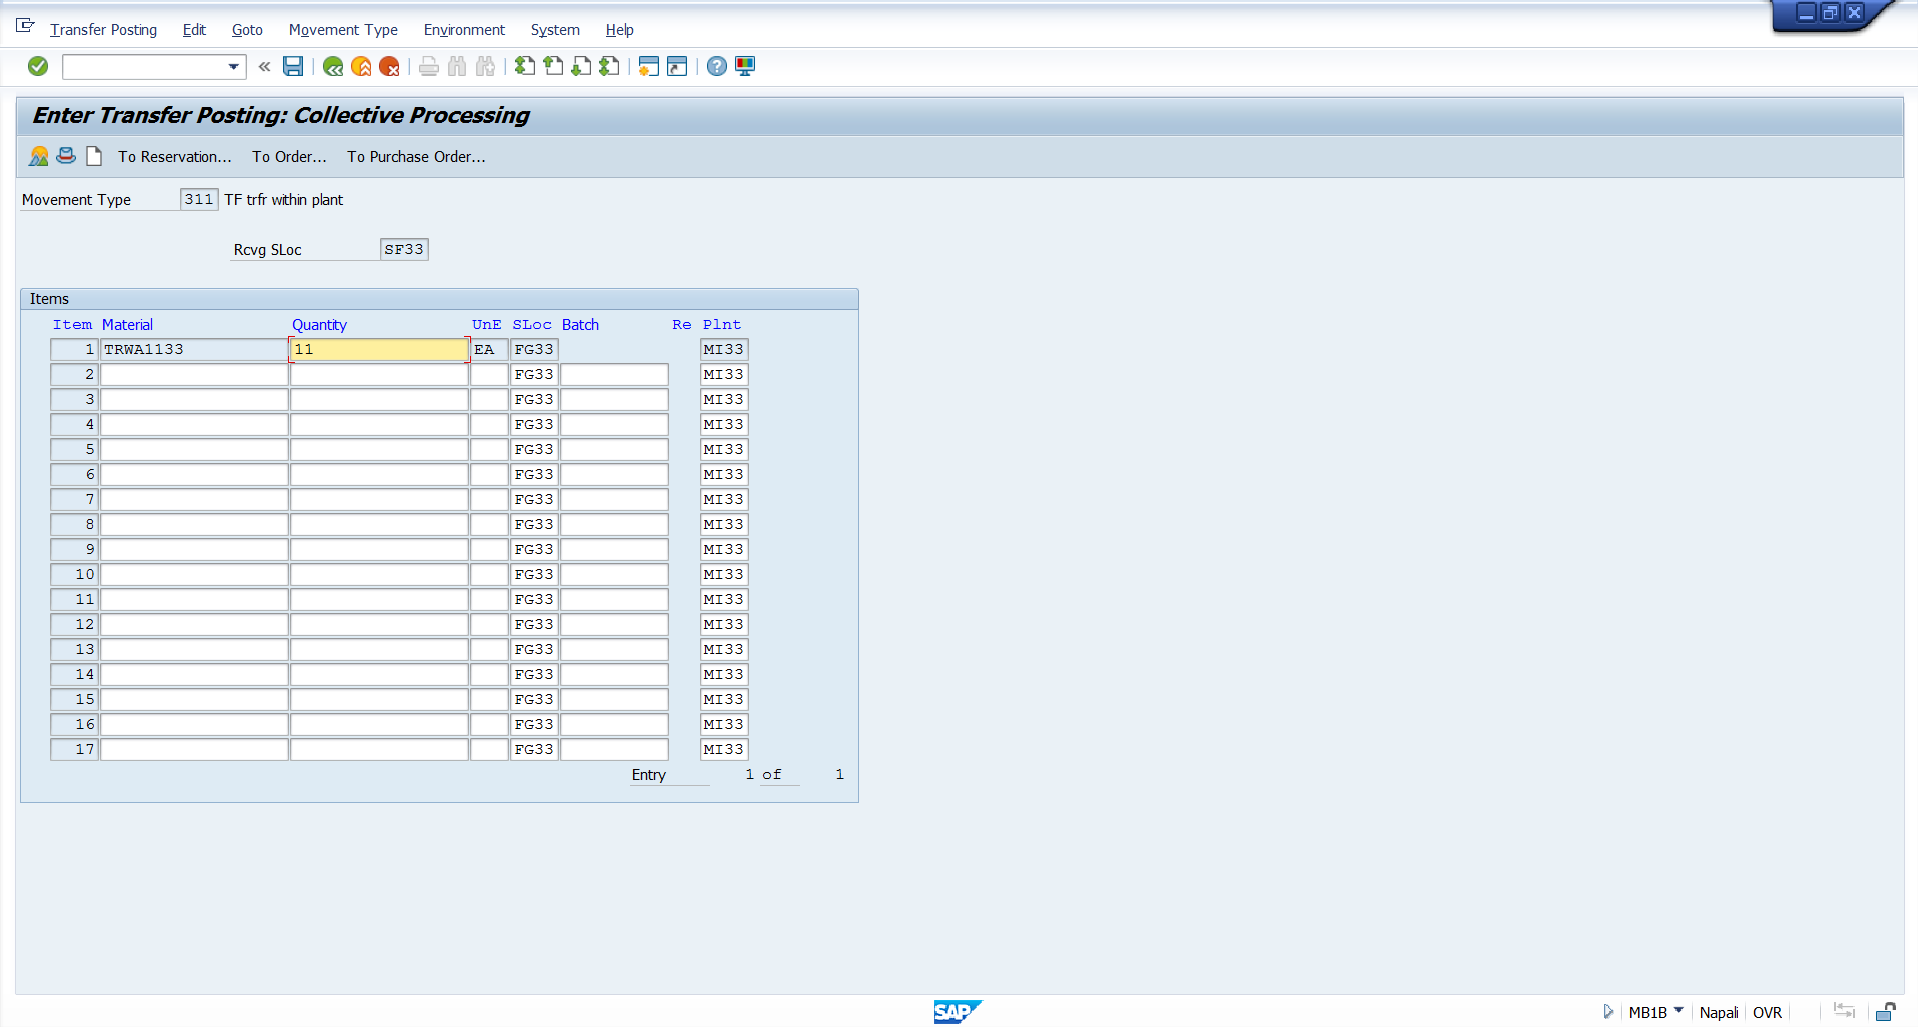 Transfer Posting Edit Goto Movement Type Environment System Help
Enter Transfer Posting: Collective Processing
To Reservation... To Order... To Purchase Order...
Movement Type 311 TF trfr within plant
Rcvg SLoc SF33
Items
Item Material Quantity UnE SLoc Batch Re Plnt
1 TRWA1133 11 EA FG33 MI33
2 FG33 MI33
3 FG33 MI33
4 FG33 MI33
5 FG33 MI33
6 FG33 MI33
7 FG33 MI33
8 FG33 MI33
9 FG33 MI33
10 FG33 MI33
11 FG33 MI33
12 FG33 MI33
13 FG33 MI33
14 FG33 MI33
15 FG33 MI33
16 FG33 MI33
17 FG33 MI33
Entry 1 of 1
SAP MB1B Napali OVR